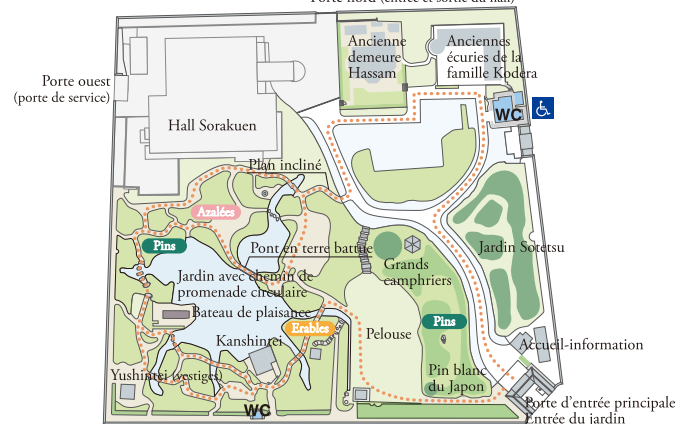 Porte nord (entrée et sortie du hall)
Ancienne
demeure
Hassam
Anciennes
écuries de la
famille Kodera
Porte ouest
(porte de service)
WC
Hall Sorakuen
Plan incliné
Azalées
Pins
Pont en terre battue
Jardin Sotetsu
Grands
camphriers
Jardin avec chemin de
promenade circulaire
Bateau de plaisance
Erables
Pins
Kanshintei
Pelouse
Accueil-information
Yushintei (vestiges)
Pin blanc
du Japon
WC
Porte d'entrée principale
Entrée du jardin